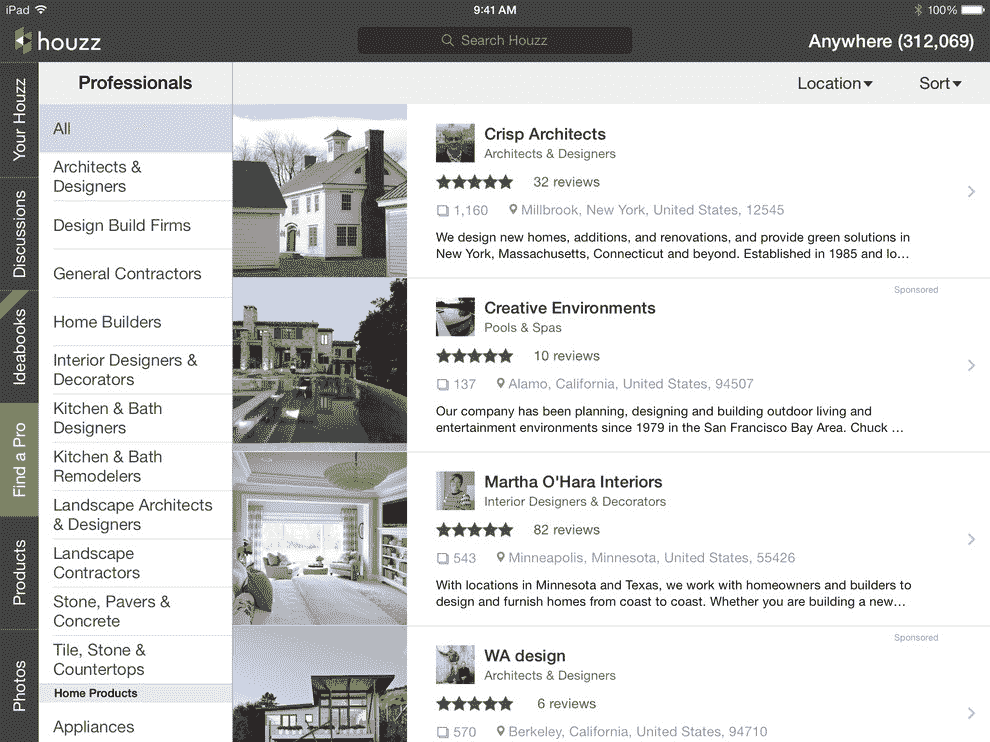 iPad
9:41 AM
100%
houzz
Search Houzz
Anywhere (312,069)
Your Houzz
Discussions
Ideabooks
Find a Pro
Products
Photos
Professionals
All
Architects &
Designers
Design Build Firms
General Contractors
Home Builders
Interior Designers &
Decorators
Kitchen & Bath
Designers
Kitchen & Bath
Remodelers
Landscape Architects
& Designers
Landscape
Contractors
Stone, Pavers &
Concrete
Tile, Stone &
Countertops
Home Products
Appliances
Location
Sort
Crisp Architects
Architects & Designers
32 reviews
1,160 Millbrook, New York, United States, 12545
We design new homes, additions, and renovations, and provide green solutions in
New York, Massachusetts, Connecticut and beyond. Established in 1985 and lo...
Sponsored
Creative Environments
Pools & Spas
10 reviews
137 Alamo, California, United States, 94507
Our company has been planning, designing and building outdoor living and
entertainment environments since 1979 in the San Francisco Bay Area. Chuck ...
Martha O'Hara Interiors
Interior Designers & Decorators
82 reviews
543 Minneapolis, Minnesota, United States, 55426
With locations in Minnesota and Texas, we work with homeowners and builders to
design and furnish homes from coast to coast. Whether you are building a new...
Sponsored
WA design
Architects & Designers
6 reviews
570 Berkeley, California, United States, 94710